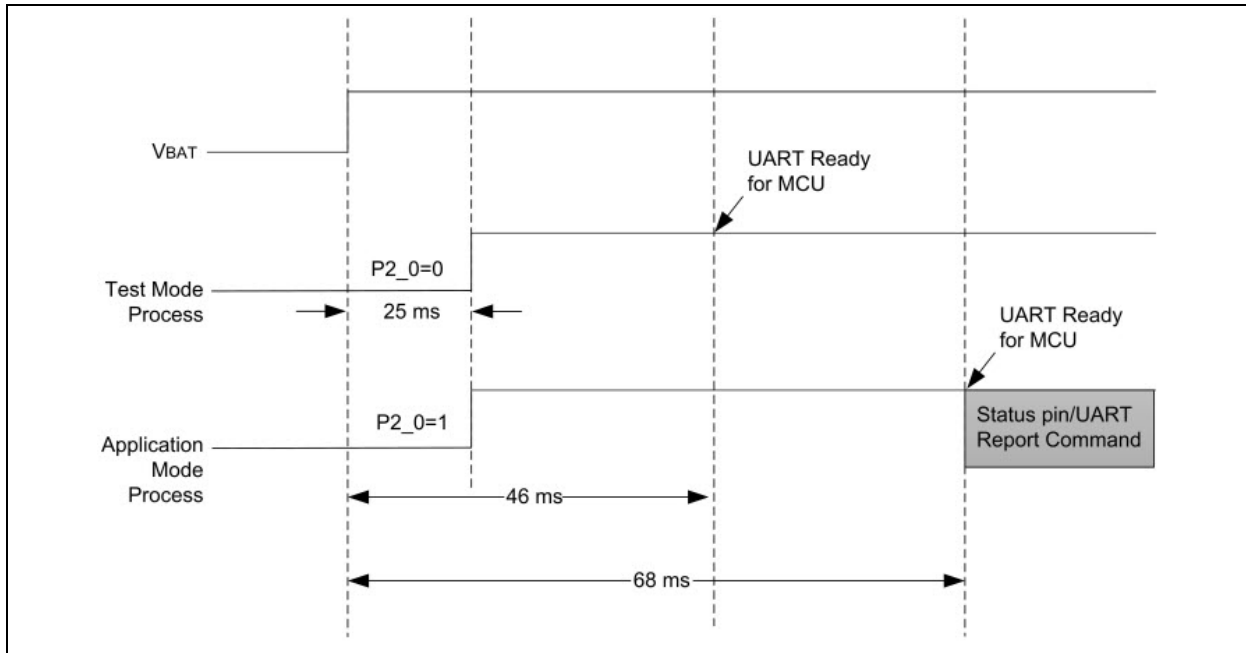 VBAT
UART Ready
for MCU
P2_0=0
Test Mode
Process
25 ms
UART Ready
for MCU
P2_0=1
Status pin/UART
Report Command
Application
Mode
Process
46 ms
68 ms